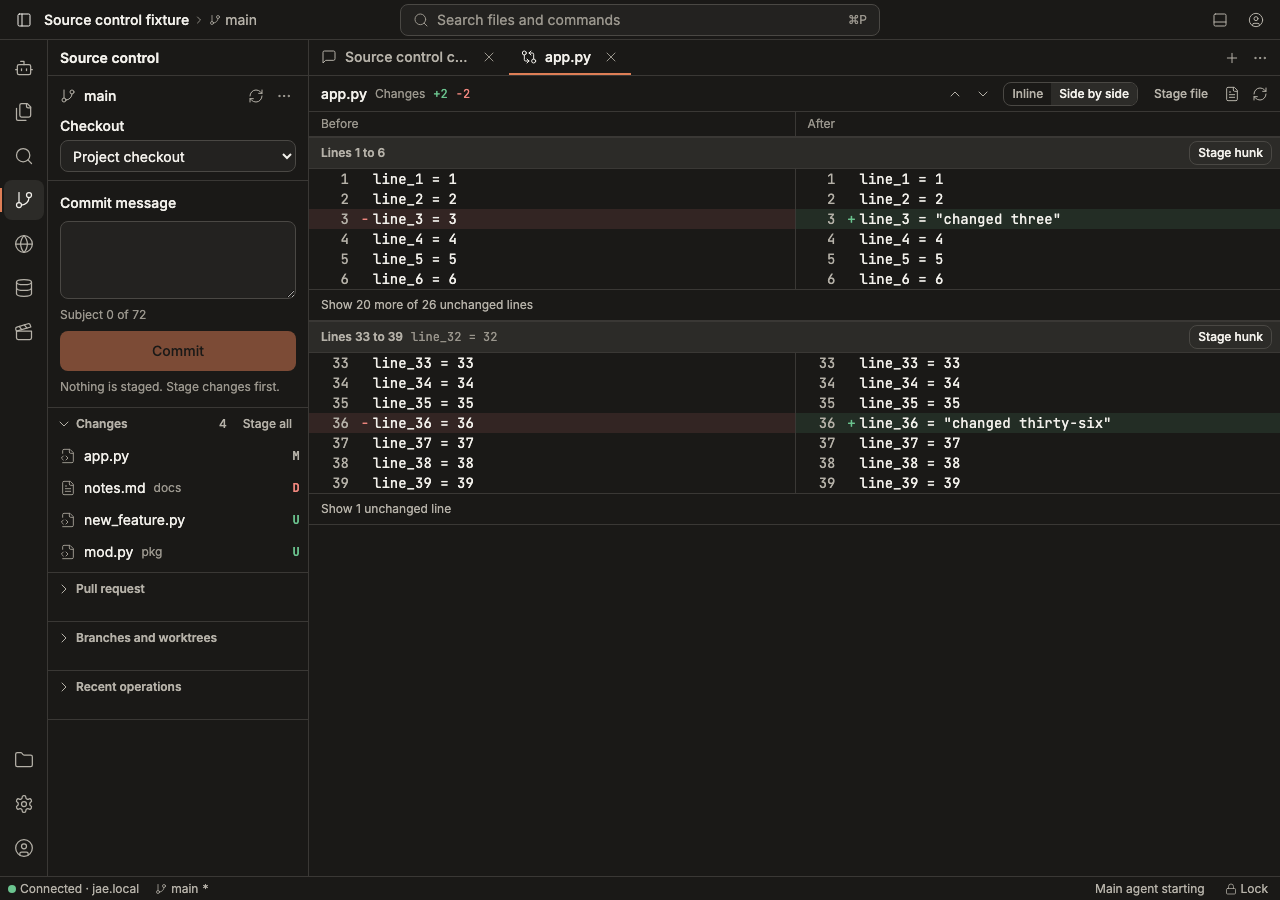 Source control fixture main
Search files and commands ⌘P
Source control
main
Checkout
Project checkout
Commit message
Subject 0 of 72
Commit
Nothing is staged. Stage changes first.
Changes 4 Stage all
app.py M
notes.md docs D
new_feature.py U
mod.py pkg U
Pull request
Branches and worktrees
Recent operations
Source control c... app.py
app.py Changes +2 -2 Inline Side by side Stage file
Before After
Lines 1 to 6 Stage hunk
1 line_1 = 1 1 line_1 = 1
2 line_2 = 2 2 line_2 = 2
3 -line_3 = 3 3 +line_3 = "changed three"
4 line_4 = 4 4 line_4 = 4
5 line_5 = 5 5 line_5 = 5
6 line_6 = 6 6 line_6 = 6
Show 20 more of 26 unchanged lines
Lines 33 to 39 line_32 = 32 Stage hunk
33 line_33 = 33 33 line_33 = 33
34 line_34 = 34 34 line_34 = 34
35 line_35 = 35 35 line_35 = 35
36 -line_36 = 36 36 +line_36 = "changed thirty-six"
37 line_37 = 37 37 line_37 = 37
38 line_38 = 38 38 line_38 = 38
39 line_39 = 39 39 line_39 = 39
Show 1 unchanged line
Connected · jae.local main * Main agent starting Lock